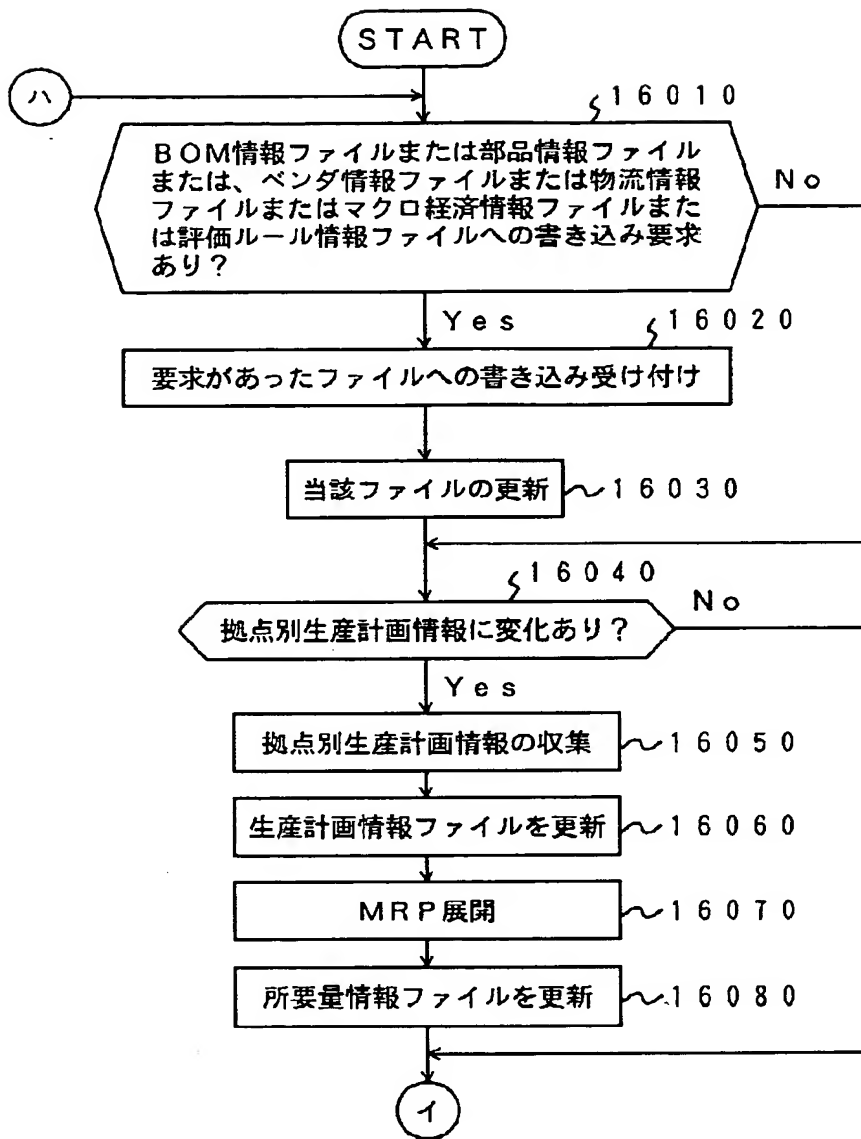 START
ハ
16010
BOM情報ファイルまたは部品情報ファイル
または、ベンダ情報ファイルまたは物流情報
ファイルまたはマクロ経済情報ファイルまた
は評価ルール情報ファイルへの書き込み要求
あり？
No
Yes
16020
要求があったファイルへの書き込み受け付け
当該ファイルの更新
16030
16040
拠点別生産計画情報に変化あり？
No
Yes
拠点別生産計画情報の収集
16050
生産計画情報ファイルを更新
16060
MRP展開
16070
所要量情報ファイルを更新
16080
イ